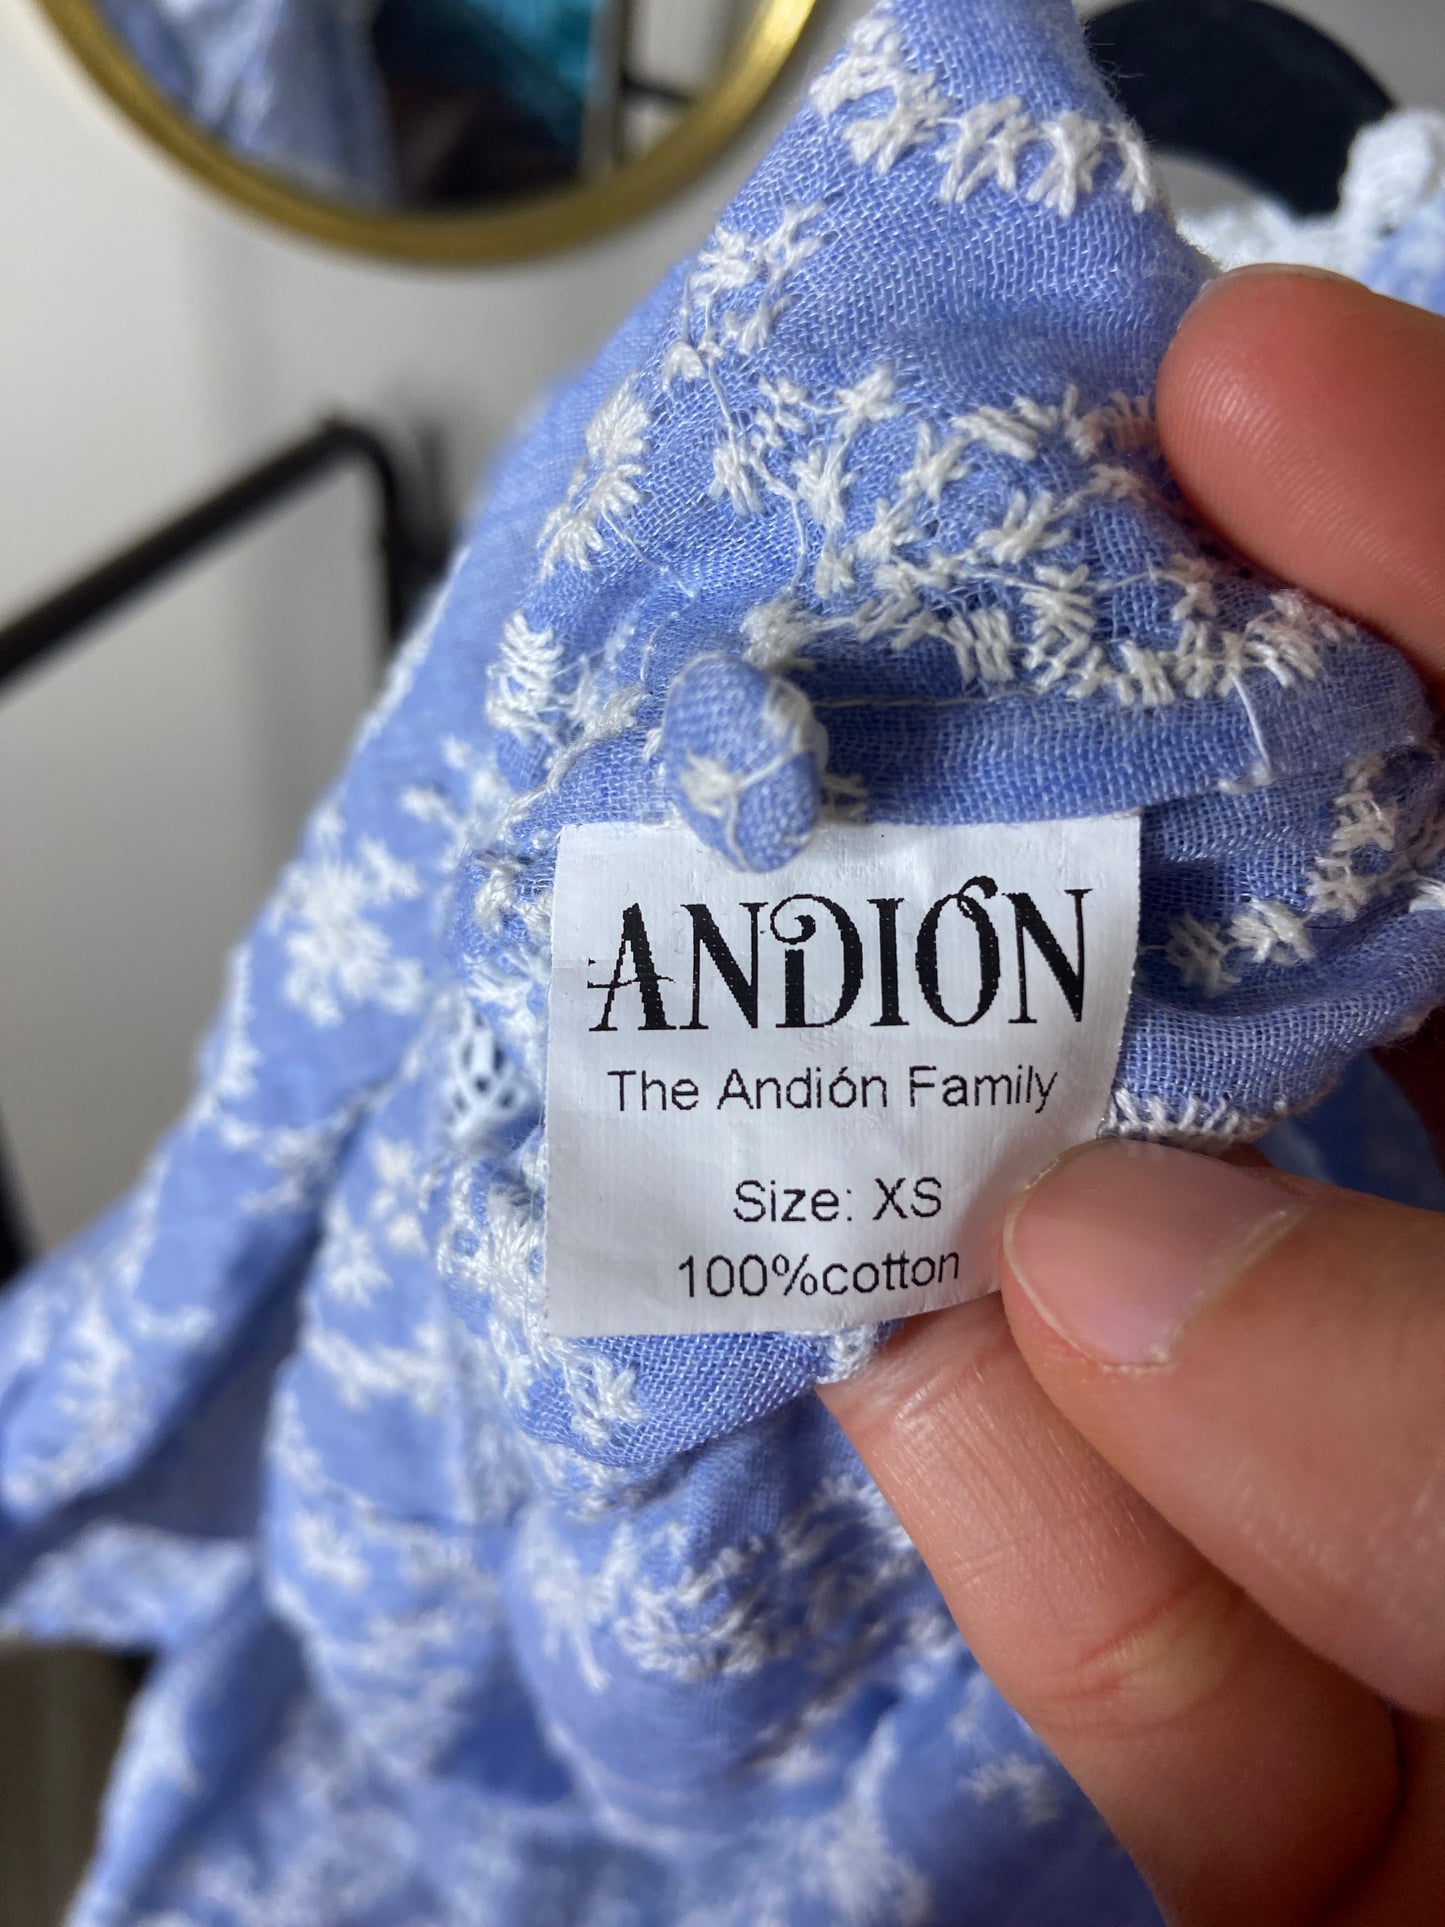 ANDIÓN
The Andión Family
Size: XS
100%cotton